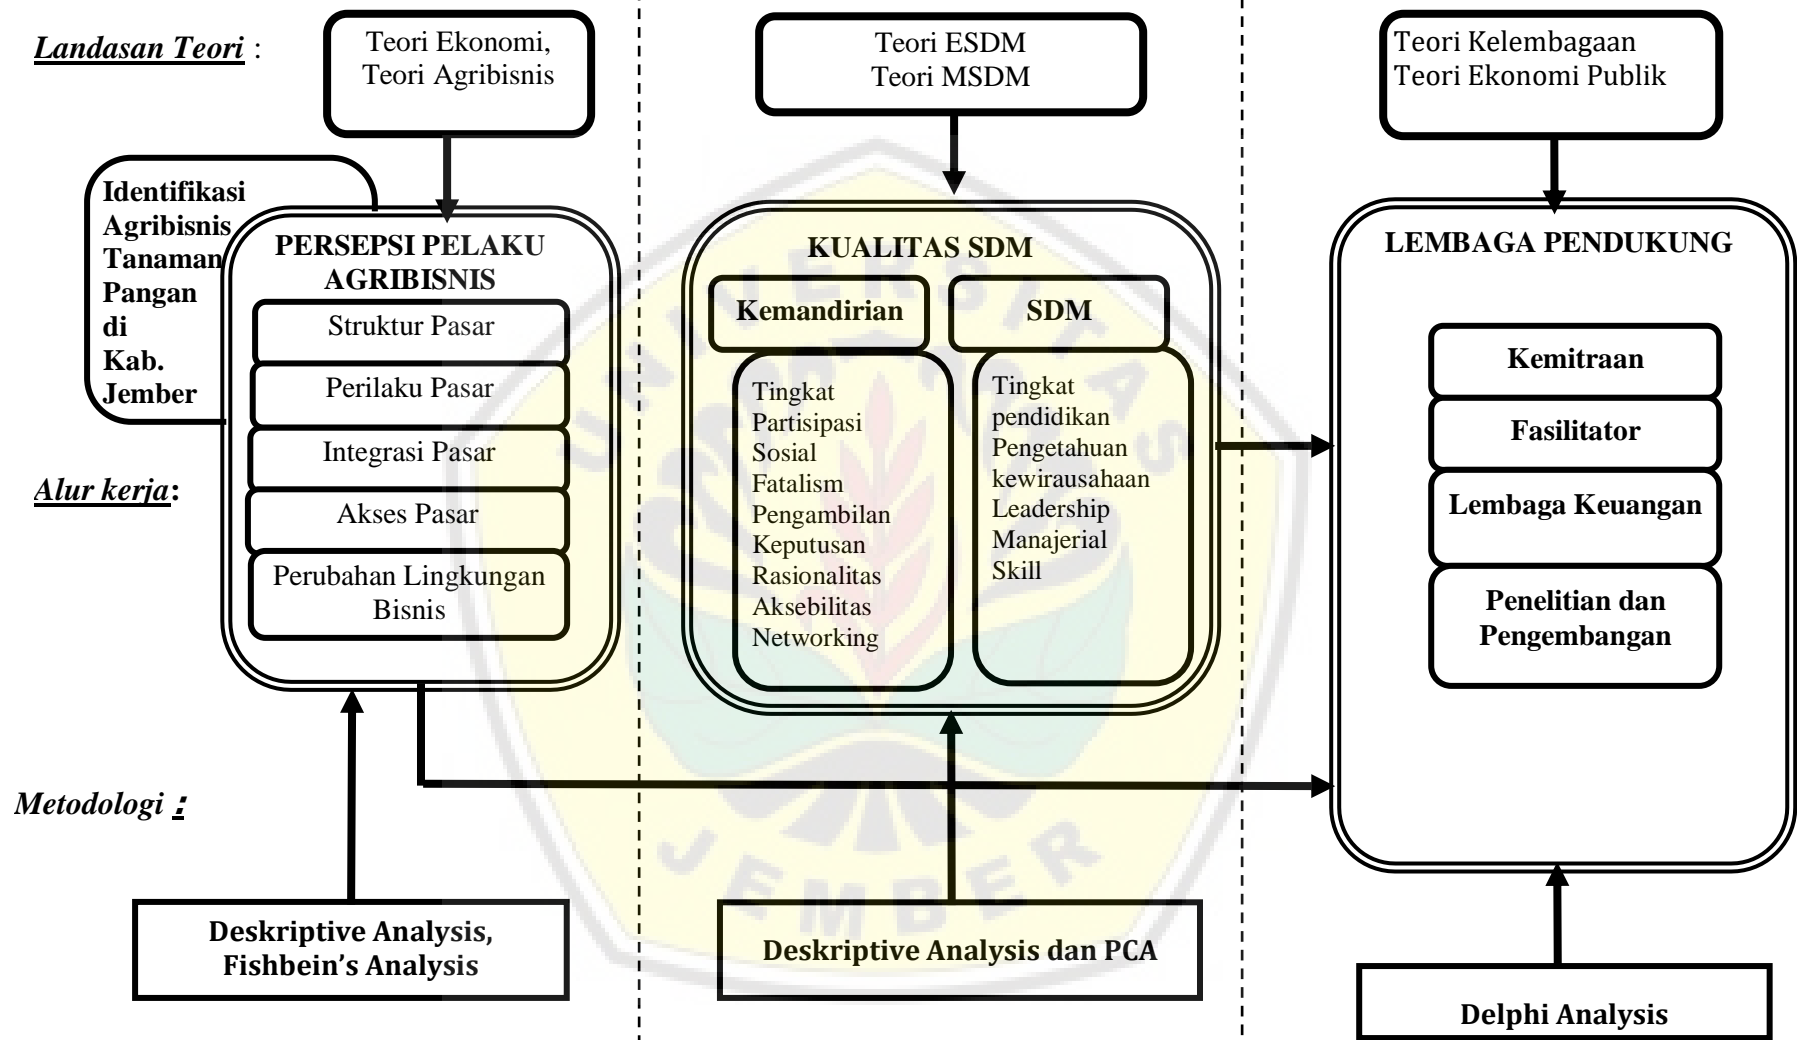 Landasan Teori :
Teori Ekonomi,
Teori Agribisnis
Teori ESDM
Teori MSDM
Teori Kelembagaan
Teori Ekonomi Publik
Identifikasi
Agribisnis
Tanaman
Pangan
di
Kab.
Jember
PERSEPSI PELAKU
AGRIBISNIS
Struktur Pasar
Perilaku Pasar
Integrasi Pasar
Akses Pasar
Perubahan Lingkungan
Bisnis
KUALITAS SDM
Kemandirian
Tingkat
Partisipasi
Sosial
Fatalism
Pengambilan
Keputusan
Rasionalitas
Aksebilitas
Networking
SDM
Tingkat
pendidikan
Pengetahuan
kewirausahaan
Leadership
Manajerial
Skill
LEMBAGA PENDUKUNG
Kemitraan
Fasilitator
Lembaga Keuangan
Penelitian dan
Pengembangan
Alur kerja:
Metodologi :
Deskriptive Analysis,
Fishbein’s Analysis
Deskriptive Analysis dan PCA
Delphi Analysis
UNIVERSITAS
JEMBER